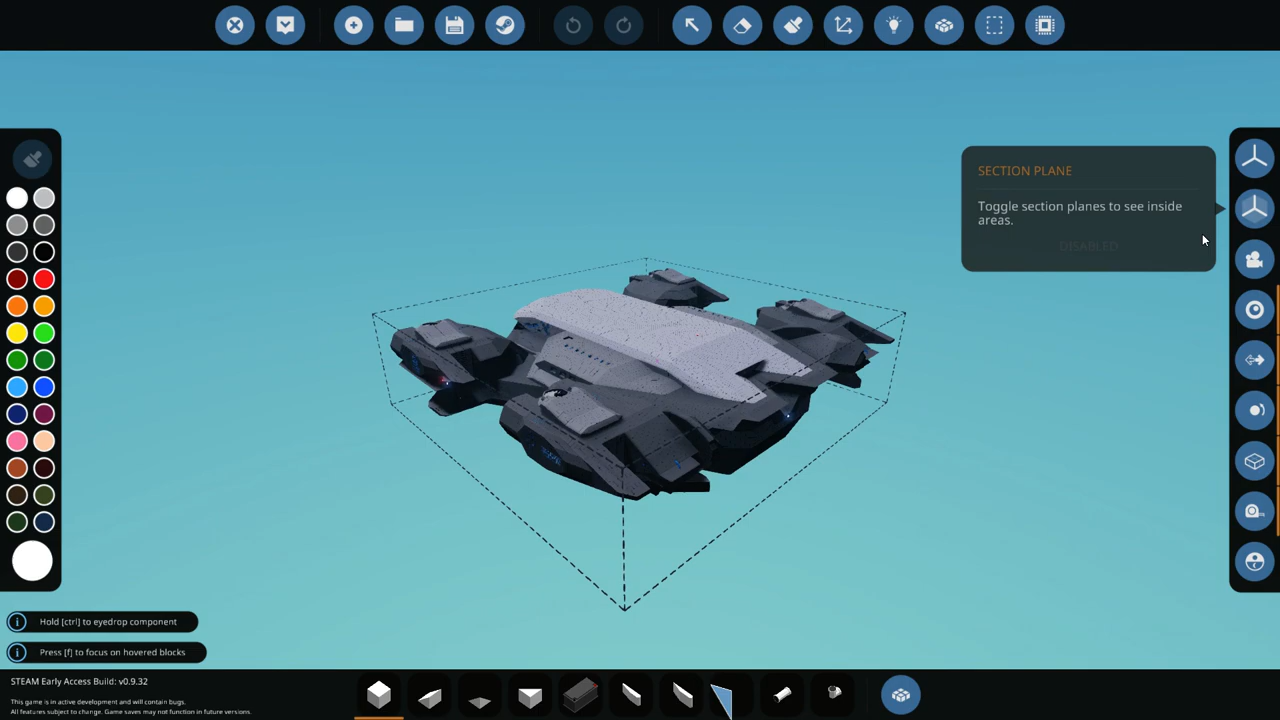 SECTION PLANE
Toggle section planes to see inside
areas.
DISABLED
Hold [ctrl] to eyedrop component
Press [f] to focus on hovered blocks
STEAM Early Access Build: v0.9.32
This game is in active development and will contain bugs.
All features subject to change. Game saves may not function in future versions.